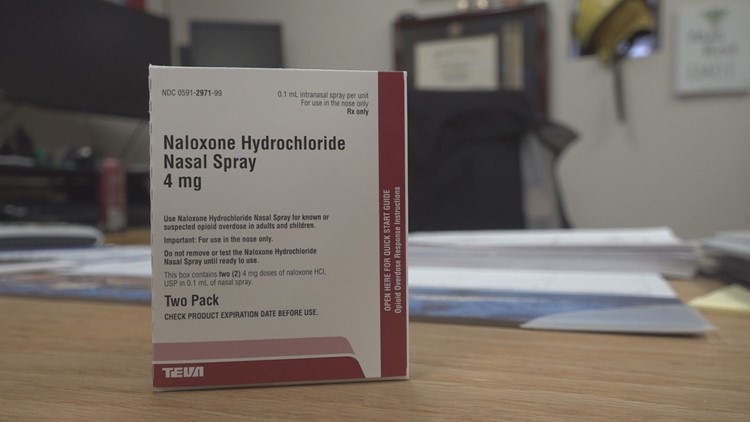 NDC 0591-2971-99
0.1 mL intranasal spray per unit
For use in the nose only
Rx only
Naloxone Hydrochloride
Nasal Spray
4 mg
Use Naloxone Hydrochloride Nasal Spray for known or
suspected opioid overdose in adults and children.
Important: For use in the nose only.
Do not remove or test the Naloxone Hydrochloride
Nasal Spray until ready to use.
This box contains two (2) 4 mg doses of naloxone HCl,
USP in 0.1 mL of nasal spray.
Two Pack
CHECK PRODUCT EXPIRATION DATE BEFORE USE.
TEVA
OPEN HERE FOR QUICK START GUIDE
Opioid Overdose Response Instructions